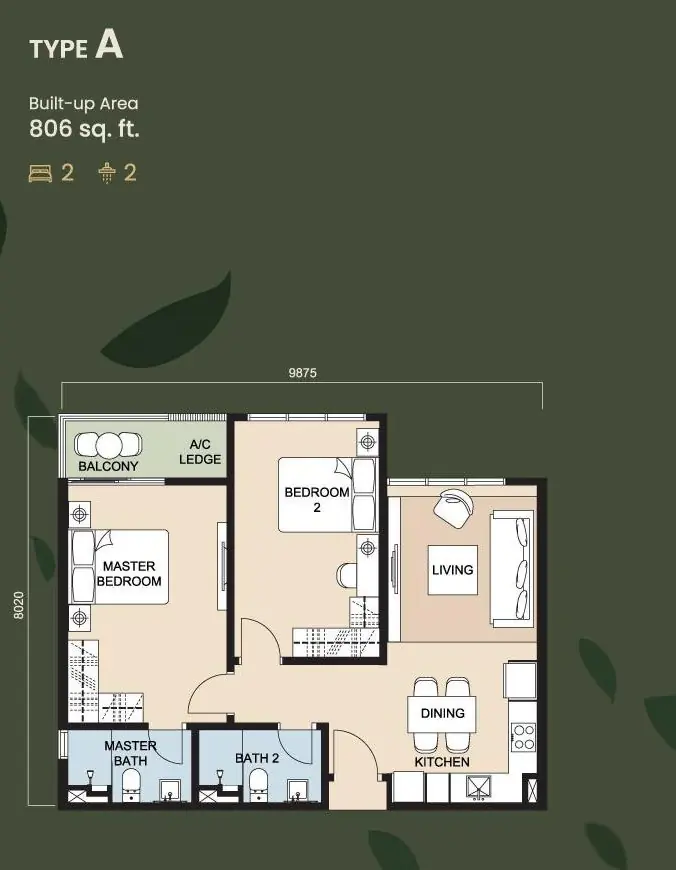 TYPE A
Built-up Area
806 sq. ft.
2 2
9875
8020
BALCONY
A/C
LEDGE
BEDROOM
2
MASTER
BEDROOM
LIVING
DINING
KITCHEN
MASTER
BATH
BATH 2